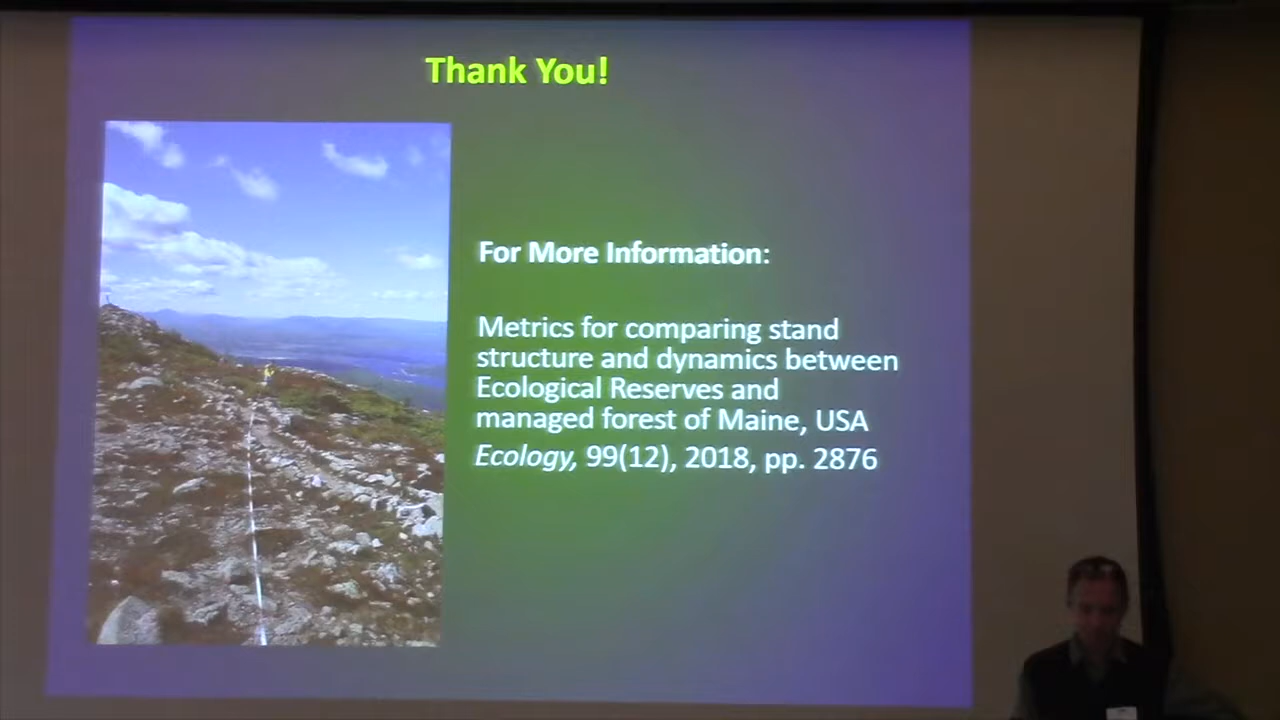 Thank You!
For More Information:
Metrics for comparing stand
structure and dynamics between
Ecological Reserves and
managed forest of Maine, USA
Ecology, 99(12), 2018, pp. 2876